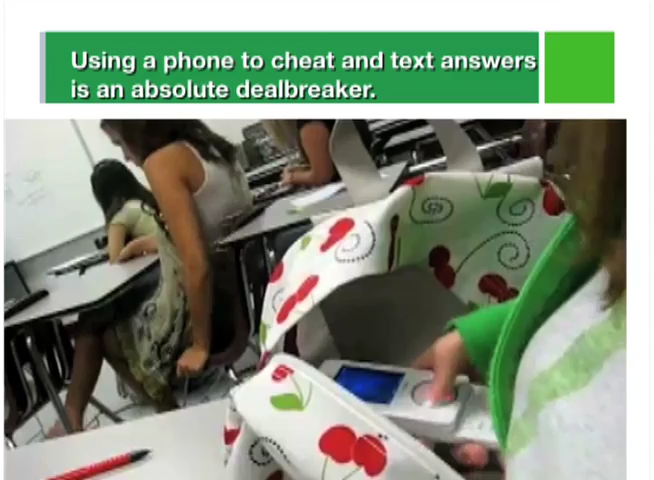 Using a phone to cheat and text answers
is an absolute dealbreaker.